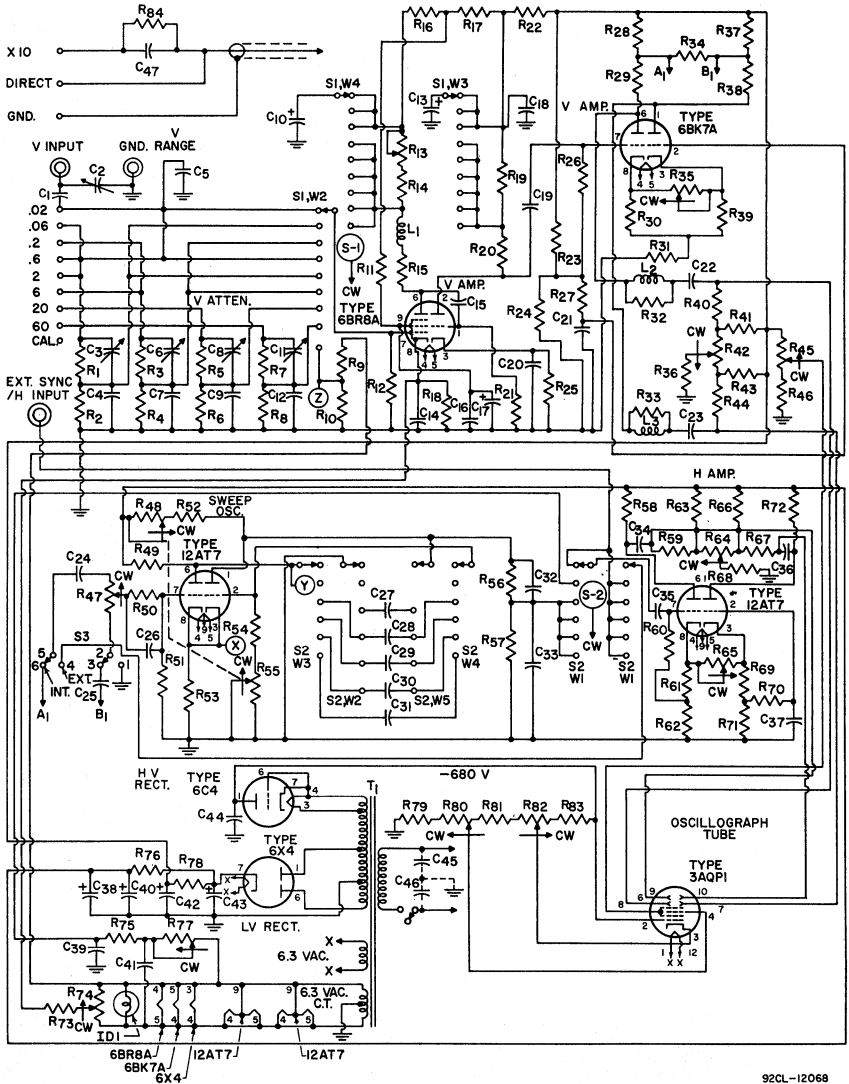 R84
R16
R17
R22
R28
R37
X10
C47
R34
A1
B1
R29
R38
DIRECT
GND.
S1,W4
S1,W3
C13
C18
C10
V AMP.
TYPE
6BK7A
V INPUT
GND.
V
RANGE
C2
C5
C1
R13
R14
R19
R26
C19
R35
CW
R30
R39
.02
.06
.2
.6
2
6
20
60
CAL.
S1,W2
L1
S-1
CW
R11
R15
R20
R23
R31
L2
C22
R32
V ATTEN.
TYPE
6BR8A
V AMP.
C15
R24
R27
C21
R40
R41
CW
R42
R45
CW
R36
R43
R44
R46
C3
R1
C6
R3
C8
R5
C11
R7
C4
R2
C7
R4
C9
R6
C12
R8
Z
R9
R10
R12
R18
C14
C16
C17
R21
C20
R25
R33
L3
C23
EXT. SYNC
/H INPUT
H AMP.
R48
R52
SWEEP
OSC.
CW
TYPE
12AT7
R49
R58
R63
R66
R72
C34
R59
R64
R67
CW
C36
R68
C24
R47
CW
R50
Y
C27
C28
C29
C30
C31
R56
C32
S-2
CW
C35
TYPE
12AT7
R54
X
CW
R55
R57
C33
R60
S3
C26
R51
R53
INT.
EXT.
C25
A1
B1
S2
W3
S2,W2
S2,W5
S2
W4
S2
W1
S2
W1
R65
CW
R69
R61
R62
R70
R71
C37
H V
RECT.
TYPE
6C4
T1
–680 V
C44
TYPE
6X4
R79
R80
R81
R82
R83
CW
CW
OSCILLOGRAPH
TUBE
TYPE
3AQP1
R76
R78
C38
C40
C42
C43
LV RECT.
C45
C46
R75
R77
C39
C41
CW
X
6.3 VAC.
X
R74
R73
CW
ID1
6.3 VAC.
C.T.
6BR8A
6BK7A
6X4
12AT7
12AT7
92CL-12068